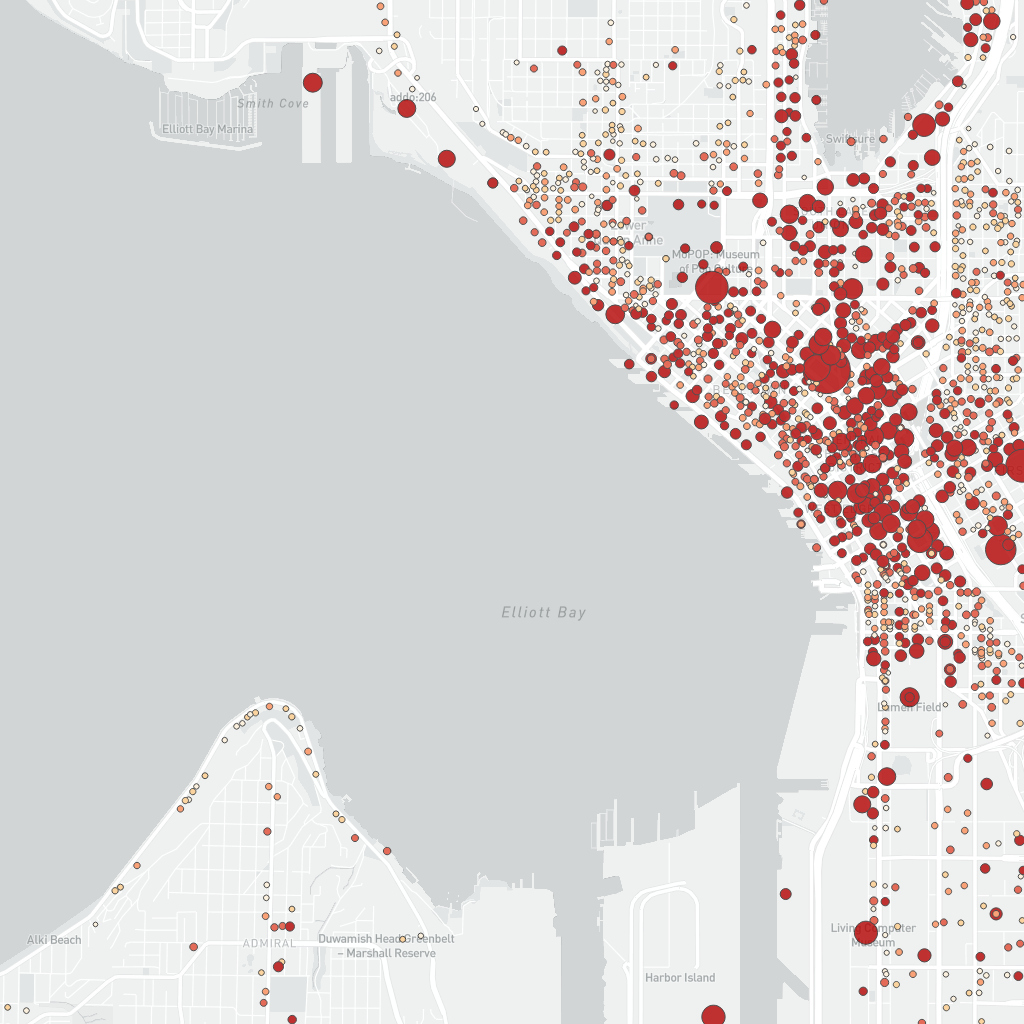 addo:206
Smith Cove
Elliott Bay Marina
Swiftsure
Lower
Queen Anne
MoPOP: Museum
of Pop Culture
Elliott Bay
Lumen Field
Living Computer
Museum
Alki Beach
ADMIRAL
Duwamish Head Greenbelt
– Marshall Reserve
Harbor Island